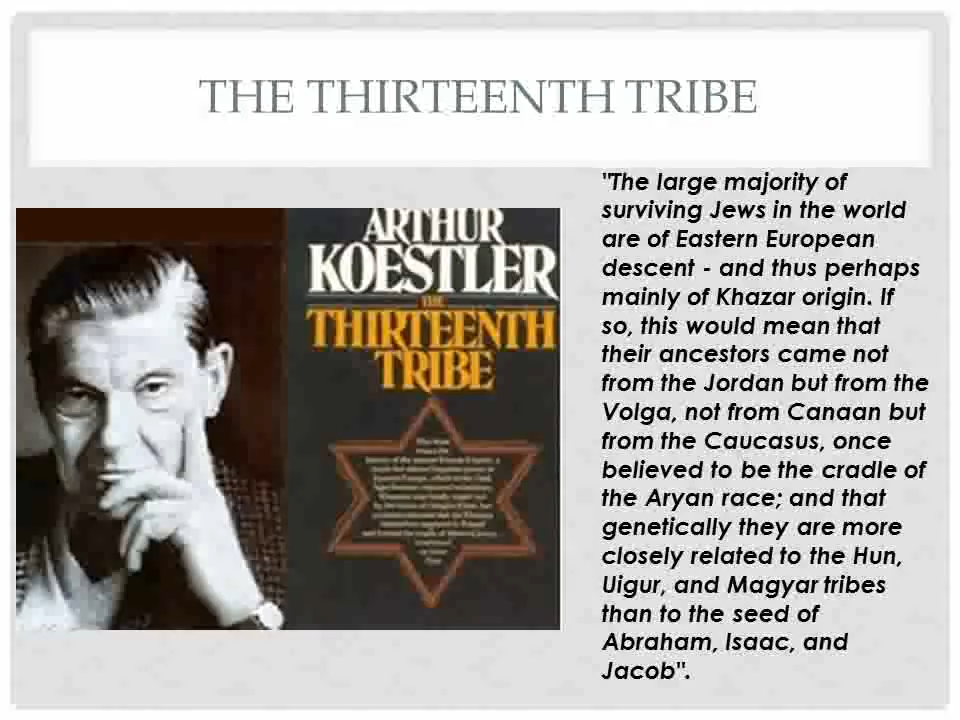 THE THIRTEENTH TRIBE
ARTHUR
KOESTLER
THE
THIRTEENTH
TRIBE
"The large majority of
surviving Jews in the world
are of Eastern European
descent - and thus perhaps
mainly of Khazar origin. If
so, this would mean that
their ancestors came not
from the Jordan but from the
Volga, not from Canaan but
from the Caucasus, once
believed to be the cradle of
the Aryan race; and that
genetically they are more
closely related to the Hun,
Uigur, and Magyar tribes
than to the seed of
Abraham, Isaac, and
Jacob".